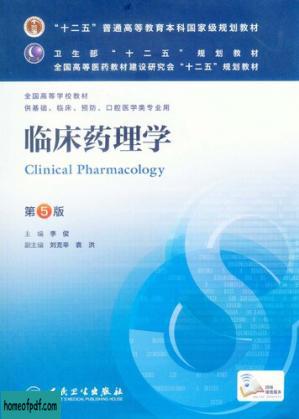 "十二五"普通高等教育本科国家级规划教材
卫生部"十二五"规划教材
全国高等医药教材建设研究会"十二五"规划教材
全国高等学校教材
供基础、临床、预防、口腔医学类专业用
临床药理学
Clinical Pharmacology
第5版
主编 李俊
副主编 刘克辛 袁洪
人民卫生出版社
homeofpdf.com